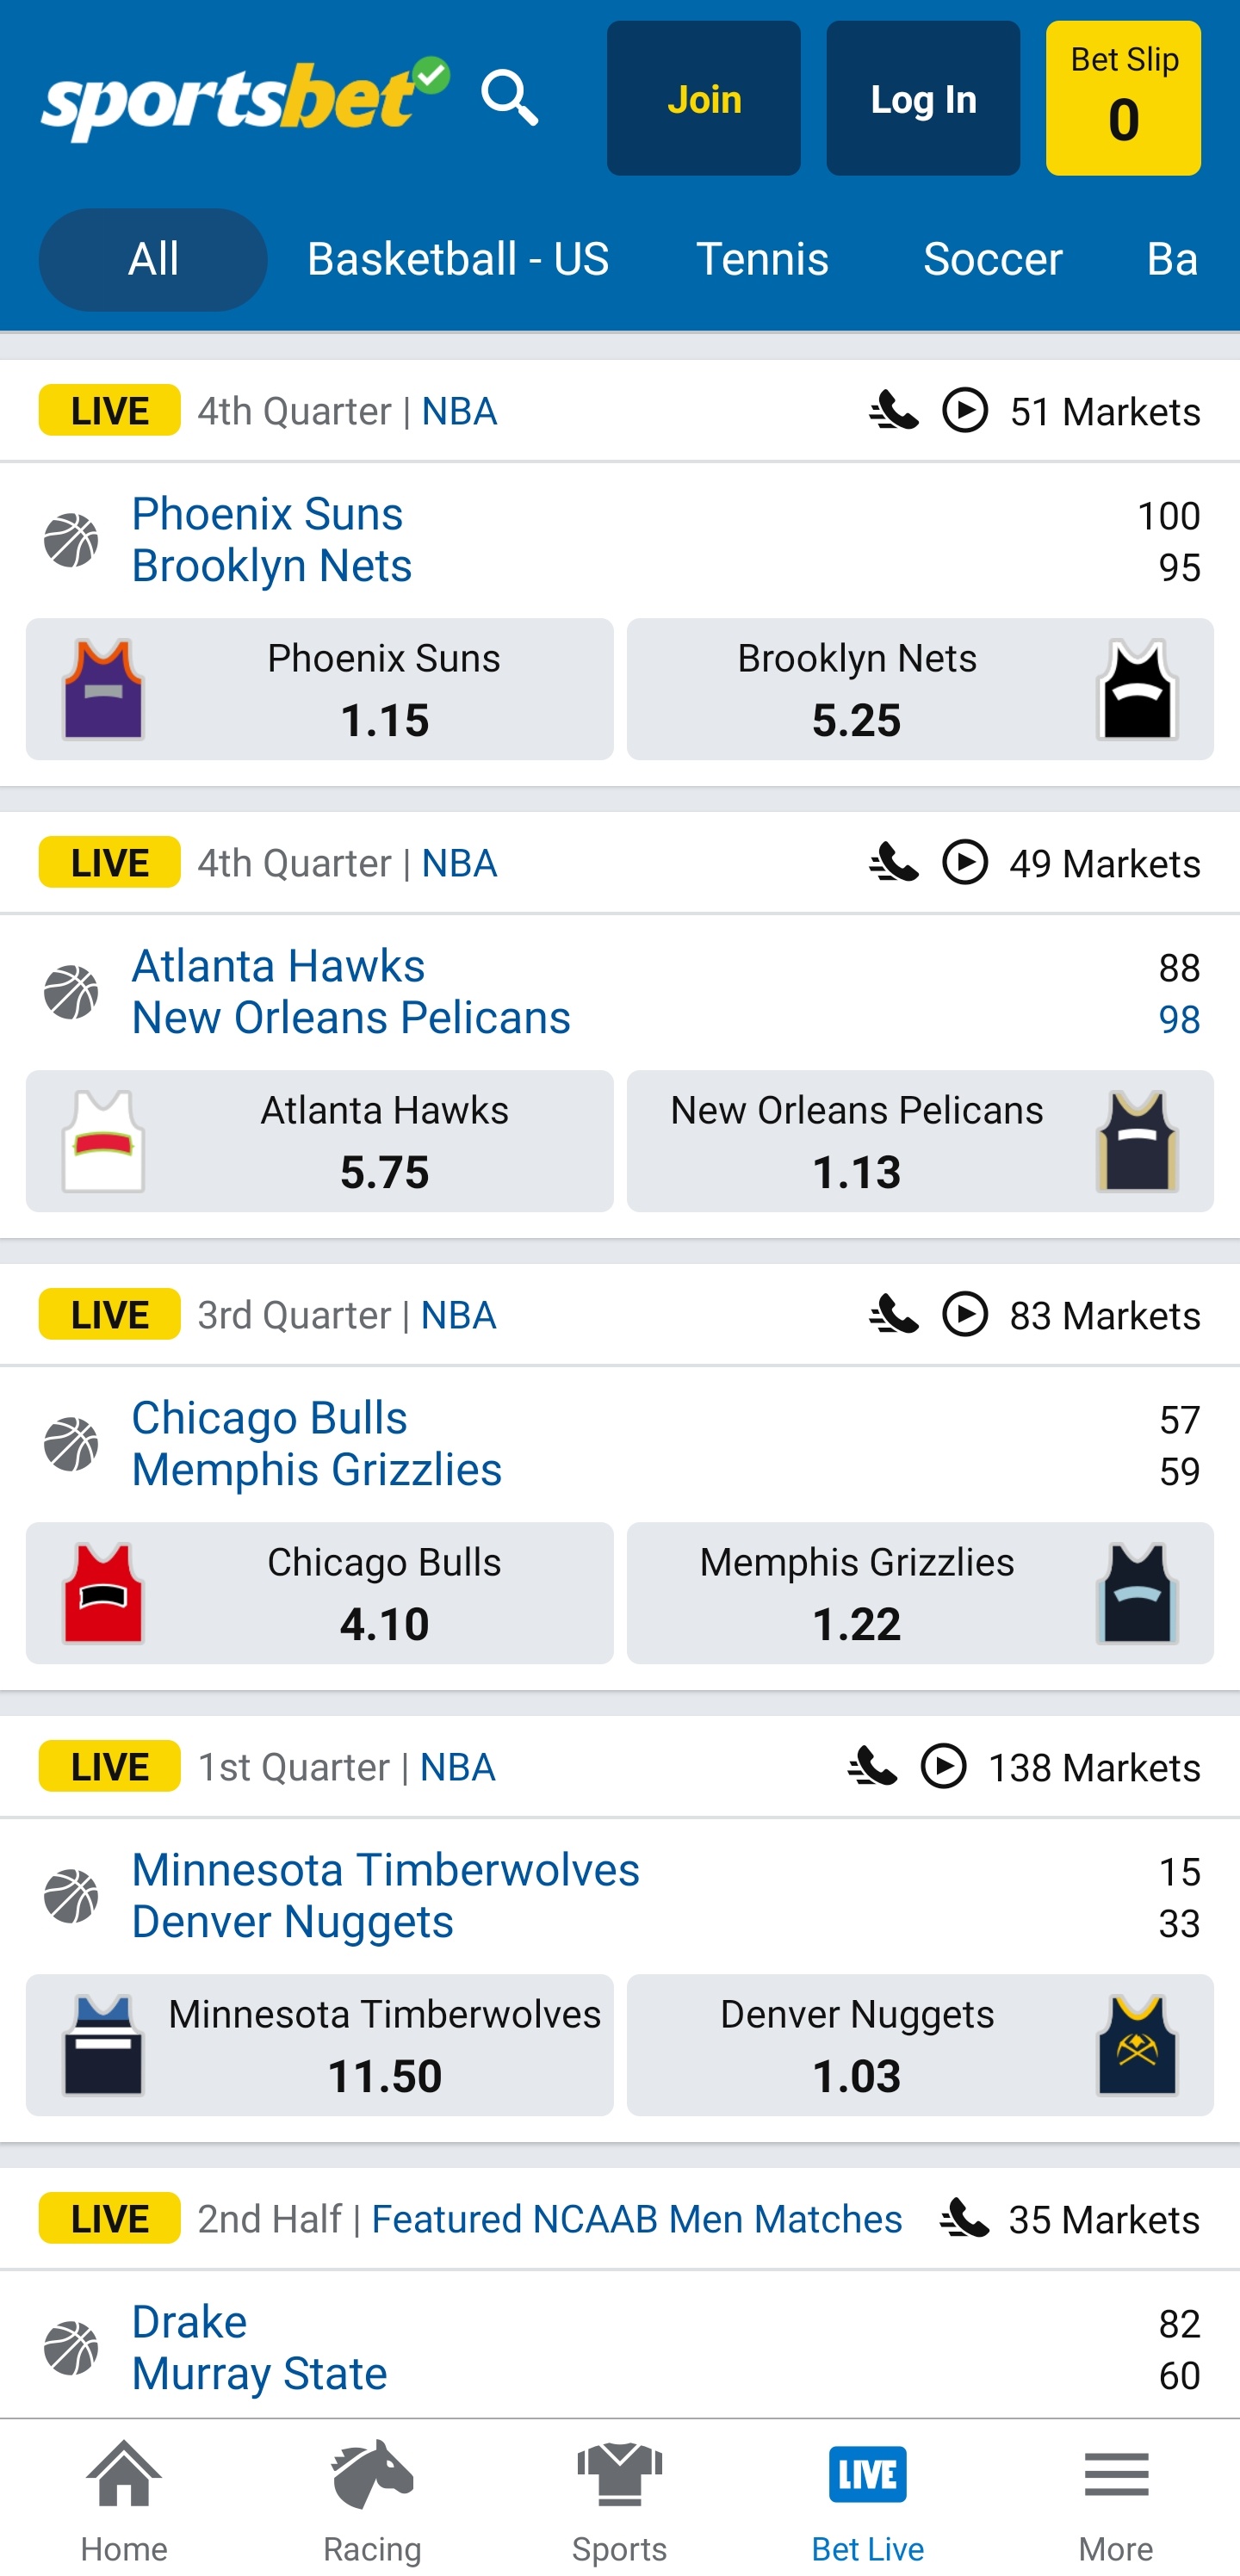 sportsbet
Join
Log In
Bet Slip
0
All Basketball - US Tennis Soccer Ba
LIVE 4th Quarter | NBA 51 Markets
Phoenix Suns 100
Brooklyn Nets 95
Phoenix Suns
1.15
Brooklyn Nets
5.25
LIVE 4th Quarter | NBA 49 Markets
Atlanta Hawks 88
New Orleans Pelicans 98
Atlanta Hawks
5.75
New Orleans Pelicans
1.13
LIVE 3rd Quarter | NBA 83 Markets
Chicago Bulls 57
Memphis Grizzlies 59
Chicago Bulls
4.10
Memphis Grizzlies
1.22
LIVE 1st Quarter | NBA 138 Markets
Minnesota Timberwolves 15
Denver Nuggets 33
Minnesota Timberwolves
11.50
Denver Nuggets
1.03
LIVE 2nd Half | Featured NCAAB Men Matches 35 Markets
Drake 82
Murray State 60
LIVE
Home Racing Sports Bet Live More